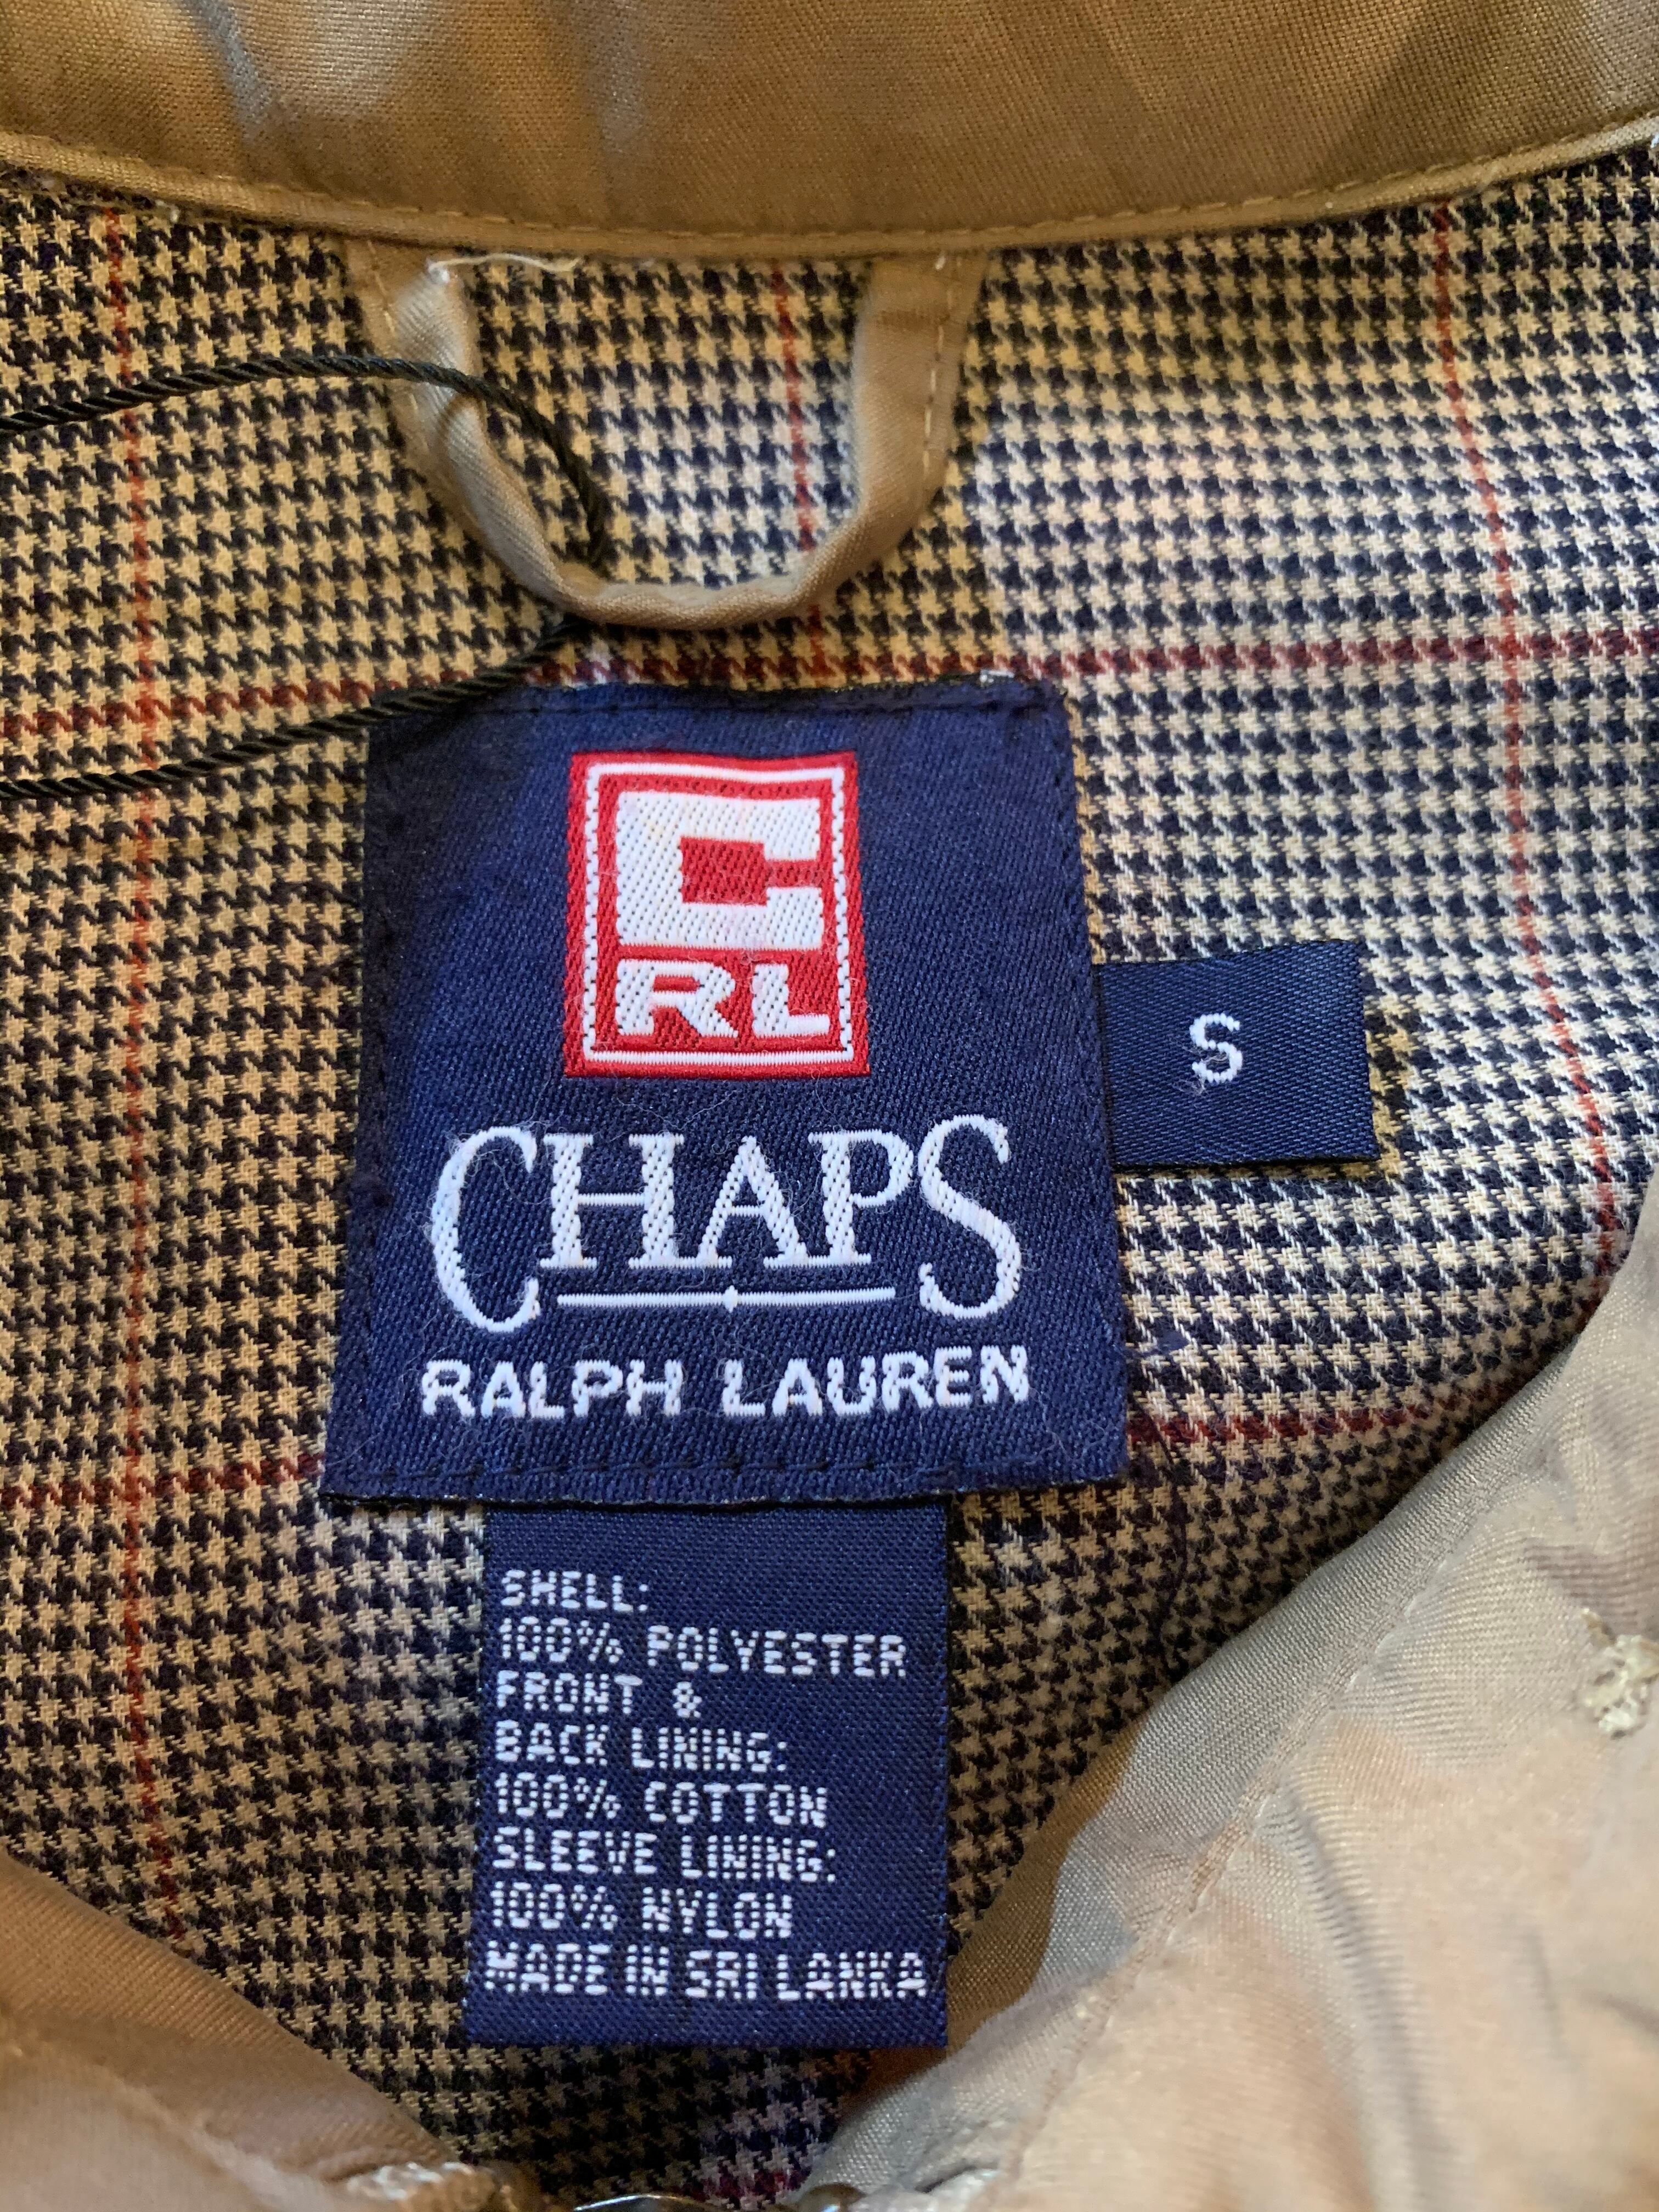 C
RL
CHAPS
RALPH LAUREN
S
SHELL:
100% POLYESTER
FRONT &
BACK LINING:
100% COTTON
SLEEVE LINING:
100% NYLON
MADE IN SRI LANKA